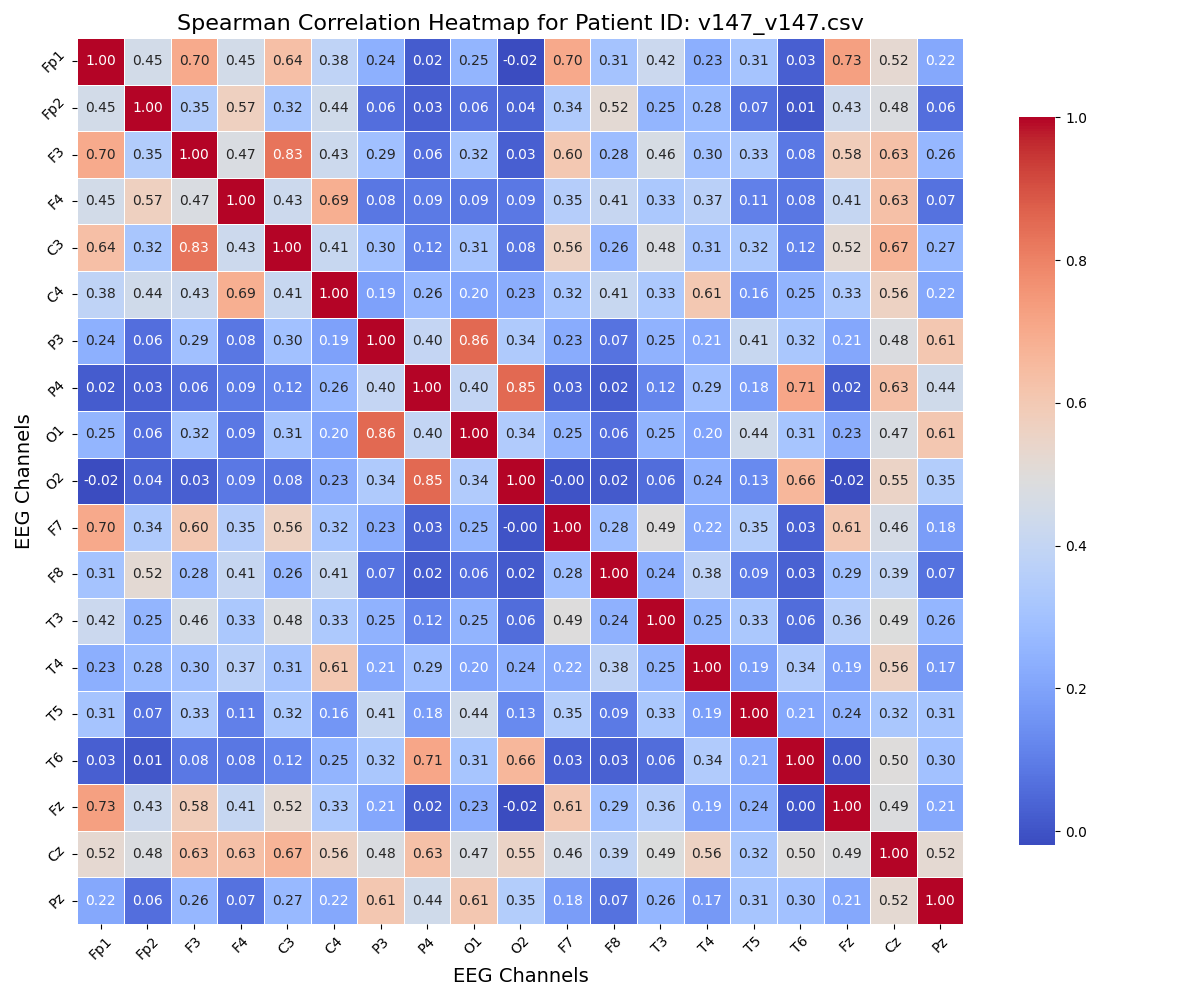 Spearman Correlation Heatmap for Patient ID: v147_v147.csv
Fp1 1.00 0.45 0.70 0.45 0.64 0.38 0.24 0.02 0.25 -0.02 0.70 0.31 0.42 0.23 0.31 0.03 0.73 0.52 0.22
Fp2 0.45 1.00 0.35 0.57 0.32 0.44 0.06 0.03 0.06 0.04 0.34 0.52 0.25 0.28 0.07 0.01 0.43 0.48 0.06
F3 0.70 0.35 1.00 0.47 0.83 0.43 0.29 0.06 0.32 0.03 0.60 0.28 0.46 0.30 0.33 0.08 0.58 0.63 0.26
F4 0.45 0.57 0.47 1.00 0.43 0.69 0.08 0.09 0.09 0.09 0.35 0.41 0.33 0.37 0.11 0.08 0.41 0.63 0.07
C3 0.64 0.32 0.83 0.43 1.00 0.41 0.30 0.12 0.31 0.08 0.56 0.26 0.48 0.31 0.32 0.12 0.52 0.67 0.27
C4 0.38 0.44 0.43 0.69 0.41 1.00 0.19 0.26 0.20 0.23 0.32 0.41 0.33 0.61 0.16 0.25 0.33 0.56 0.22
P3 0.24 0.06 0.29 0.08 0.30 0.19 1.00 0.40 0.86 0.34 0.23 0.07 0.25 0.21 0.41 0.32 0.21 0.48 0.61
P4 0.02 0.03 0.06 0.09 0.12 0.26 0.40 1.00 0.40 0.85 0.03 0.02 0.12 0.29 0.18 0.71 0.02 0.63 0.44
O1 0.25 0.06 0.32 0.09 0.31 0.20 0.86 0.40 1.00 0.34 0.25 0.06 0.25 0.20 0.44 0.31 0.23 0.47 0.61
O2 -0.02 0.04 0.03 0.09 0.08 0.23 0.34 0.85 0.34 1.00 -0.00 0.02 0.06 0.24 0.13 0.66 -0.02 0.55 0.35
F7 0.70 0.34 0.60 0.35 0.56 0.32 0.23 0.03 0.25 -0.00 1.00 0.28 0.49 0.22 0.35 0.03 0.61 0.46 0.18
F8 0.31 0.52 0.28 0.41 0.26 0.41 0.07 0.02 0.06 0.02 0.28 1.00 0.24 0.38 0.09 0.03 0.29 0.39 0.07
T3 0.42 0.25 0.46 0.33 0.48 0.33 0.25 0.12 0.25 0.06 0.49 0.24 1.00 0.25 0.33 0.06 0.36 0.49 0.26
T4 0.23 0.28 0.30 0.37 0.31 0.61 0.21 0.29 0.20 0.24 0.22 0.38 0.25 1.00 0.19 0.34 0.19 0.56 0.17
T5 0.31 0.07 0.33 0.11 0.32 0.16 0.41 0.18 0.44 0.13 0.35 0.09 0.33 0.19 1.00 0.21 0.24 0.32 0.31
T6 0.03 0.01 0.08 0.08 0.12 0.25 0.32 0.71 0.31 0.66 0.03 0.03 0.06 0.34 0.21 1.00 0.00 0.50 0.30
Fz 0.73 0.43 0.58 0.41 0.52 0.33 0.21 0.02 0.23 -0.02 0.61 0.29 0.36 0.19 0.24 0.00 1.00 0.49 0.21
Cz 0.52 0.48 0.63 0.63 0.67 0.56 0.48 0.63 0.47 0.55 0.46 0.39 0.49 0.56 0.32 0.50 0.49 1.00 0.52
Pz 0.22 0.06 0.26 0.07 0.27 0.22 0.61 0.44 0.61 0.35 0.18 0.07 0.26 0.17 0.31 0.30 0.21 0.52 1.00
Fp1 Fp2 F3 F4 C3 C4 P3 P4 O1 O2 F7 F8 T3 T4 T5 T6 Fz Cz Pz
EEG Channels
EEG Channels
1.0
0.8
0.6
0.4
0.2
0.0